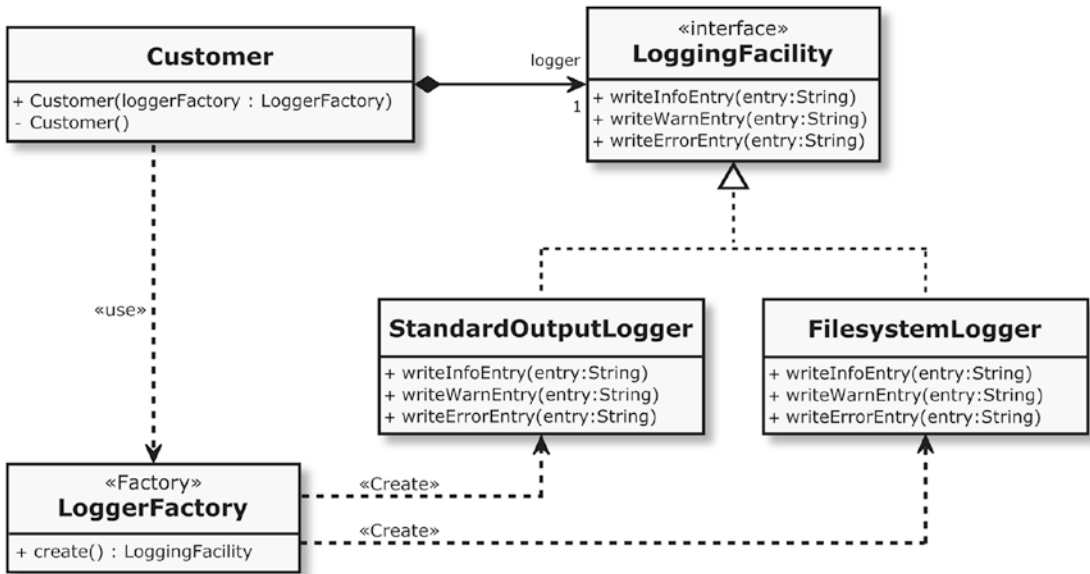 Customer
+ Customer(loggerFactory : LoggerFactory)
- Customer()
logger
1
«interface»
LoggingFacility
+ writeInfoEntry(entry:String)
+ writeWarnEntry(entry:String)
+ writeErrorEntry(entry:String)
«use»
StandardOutputLogger
+ writeInfoEntry(entry:String)
+ writeWarnEntry(entry:String)
+ writeErrorEntry(entry:String)
FilesystemLogger
+ writeInfoEntry(entry:String)
+ writeWarnEntry(entry:String)
+ writeErrorEntry(entry:String)
«Factory»
LoggerFactory
+ create() : LoggingFacility
«Create»
«Create»